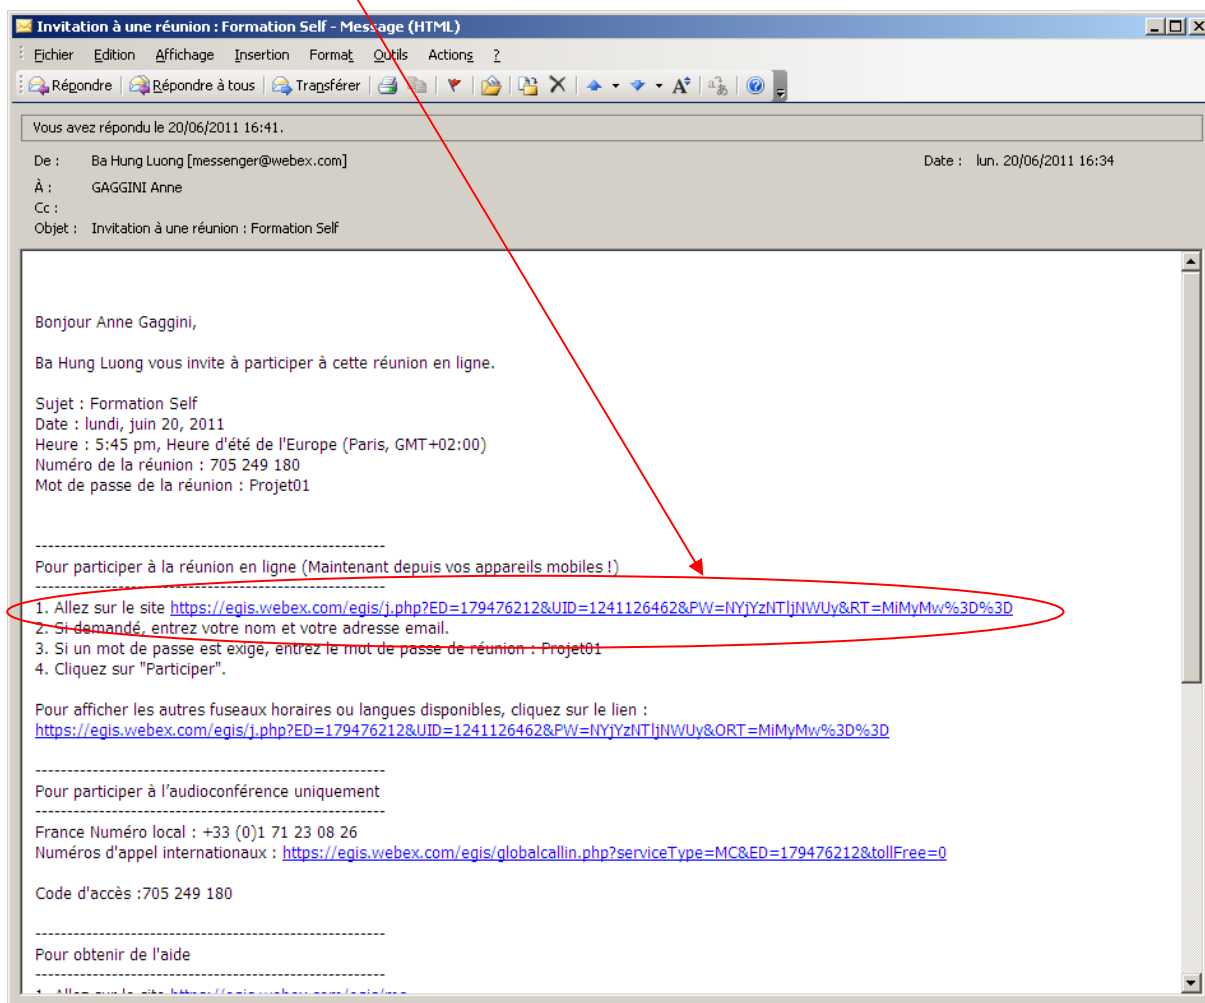 Invitation à une réunion : Formation Self - Message (HTML)
Fichier Edition Affichage Insertion Format Outils Actions ?
Répondre Répondre à tous Transférer
Vous avez répondu le 20/06/2011 16:41.
De : Ba Hung Luong [messenger@webex.com] Date : lun. 20/06/2011 16:34
À : GAGGINI Anne
Cc :
Objet : Invitation à une réunion : Formation Self
Bonjour Anne Gaggini,
Ba Hung Luong vous invite à participer à cette réunion en ligne.
Sujet : Formation Self
Date : lundi, juin 20, 2011
Heure : 5:45 pm, Heure d'été de l'Europe (Paris, GMT+02:00)
Numéro de la réunion : 705 249 180
Mot de passe de la réunion : Projet01
-------------------------------------------------------
Pour participer à la réunion en ligne (Maintenant depuis vos appareils mobiles !)
-------------------------------------------------------
1. Allez sur le site https://egis.webex.com/egis/j.php?ED=179476212&UID=1241126462&PW=NYjYzNTljNWUy&RT=MiMyMw%3D%3D
2. Si demandé, entrez votre nom et votre adresse email.
3. Si un mot de passe est exigé, entrez le mot de passe de réunion : Projet01
4. Cliquez sur "Participer".
Pour afficher les autres fuseaux horaires ou langues disponibles, cliquez sur le lien :
https://egis.webex.com/egis/j.php?ED=179476212&UID=1241126462&PW=NYjYzNTljNWUy&ORT=MiMyMw%3D%3D
-------------------------------------------------------
Pour participer à l’audioconférence uniquement
-------------------------------------------------------
France Numéro local : +33 (0)1 71 23 08 26
Numéros d'appel internationaux : https://egis.webex.com/egis/globalcallin.php?serviceType=MC&ED=179476212&tollFree=0
Code d'accès :705 249 180
-------------------------------------------------------
Pour obtenir de l'aide
-------------------------------------------------------
1. Allez sur le site https://egis.webex.com/egis/mc